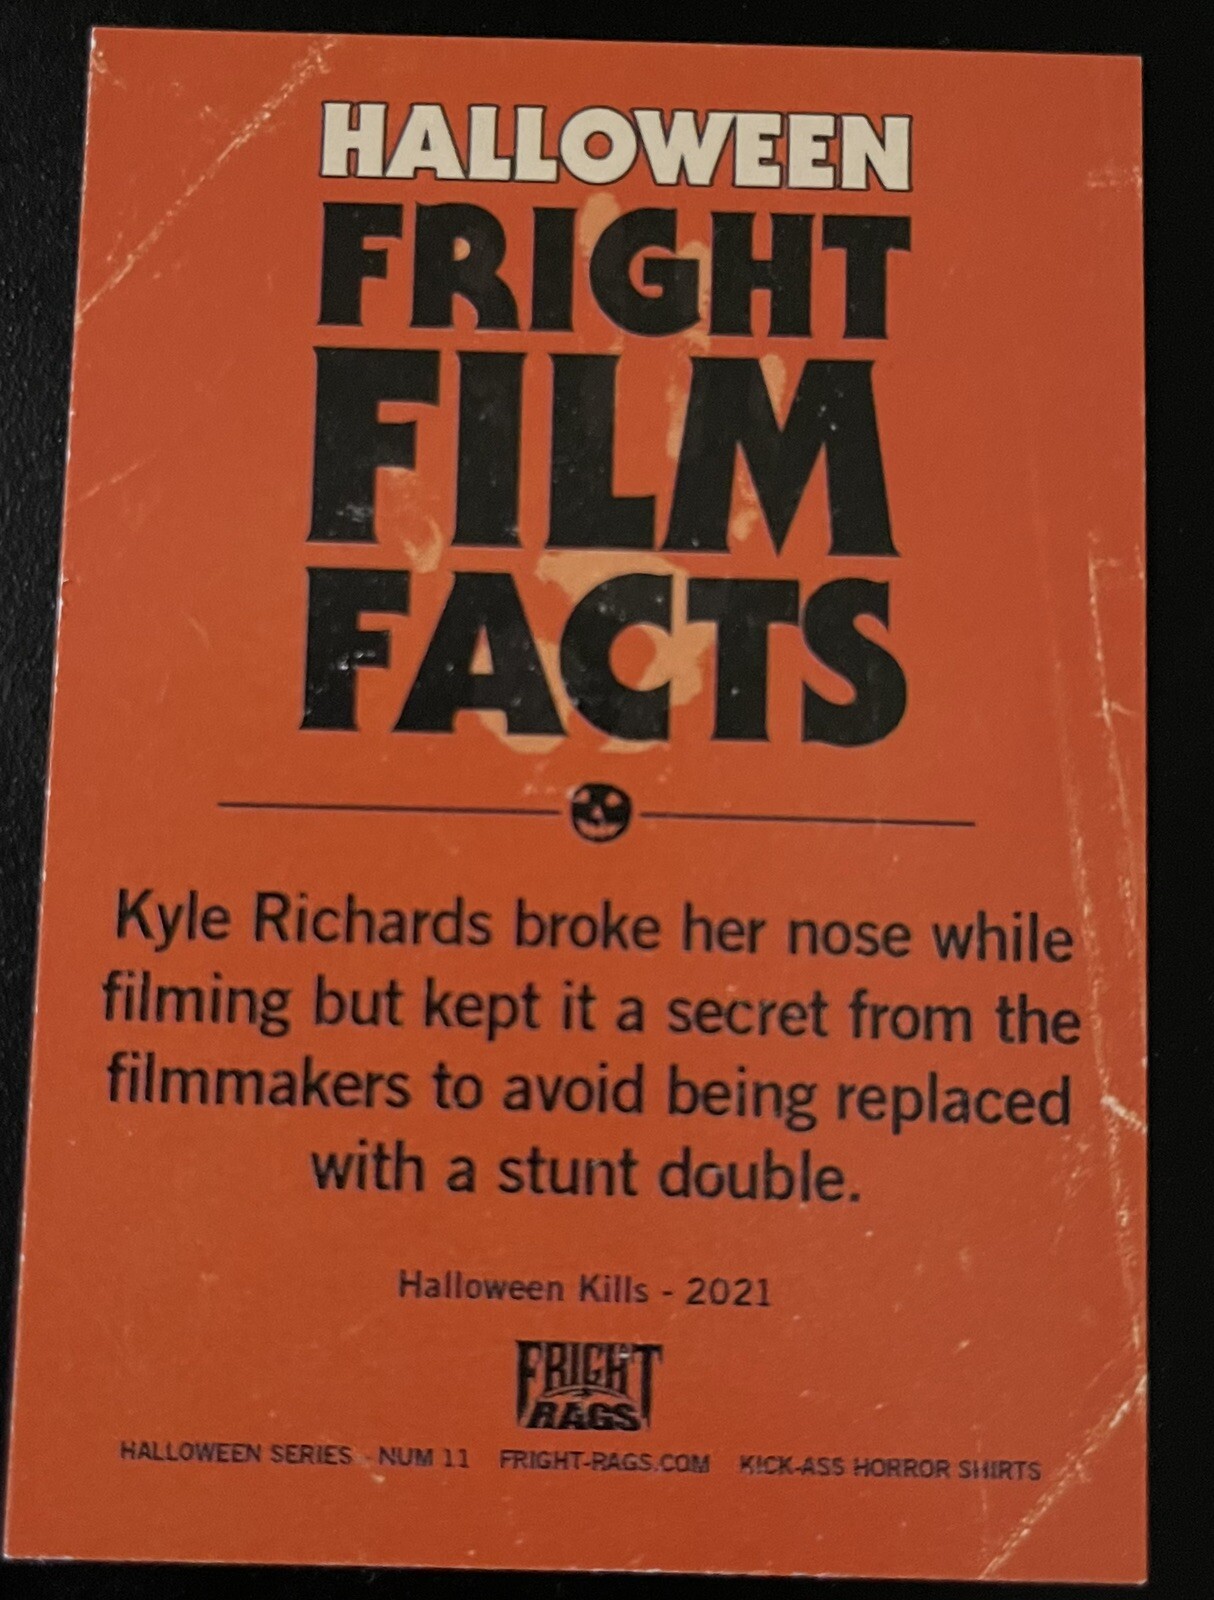 HALLOWEEN
FRIGHT
FILM
FACTS
Kyle Richards broke her nose while
filming but kept it a secret from the
filmmakers to avoid being replaced
with a stunt double.
Halloween Kills - 2021
FRIGHT
RAGS
HALLOWEEN SERIES - NUM 11 FRIGHT-RAGS.COM KICK-ASS HORROR SHIRTS